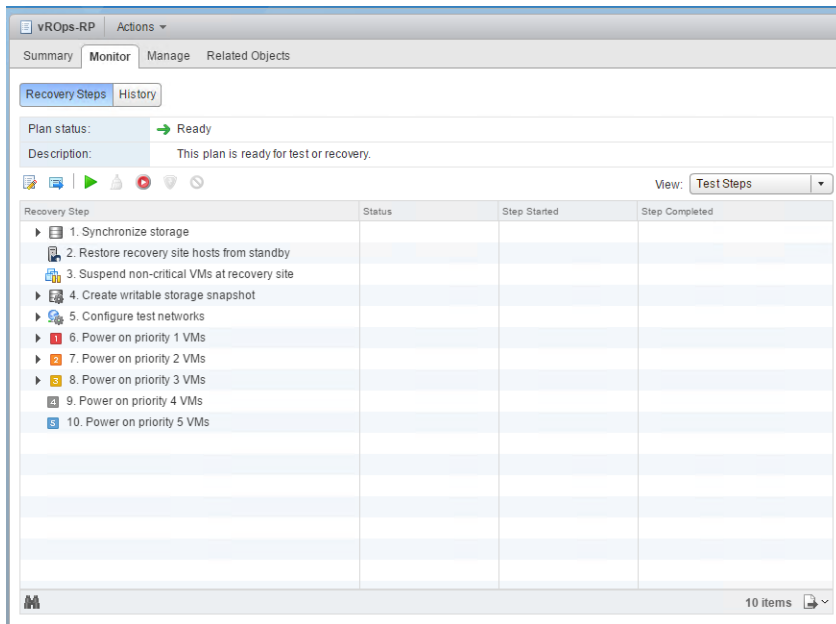 vROps-RP Actions
Summary Monitor Manage Related Objects
Recovery Steps History
Plan status: Ready
Description: This plan is ready for test or recovery.
View: Test Steps
Recovery Step Status Step Started Step Completed
1. Synchronize storage
2. Restore recovery site hosts from standby
3. Suspend non-critical VMs at recovery site
4. Create writable storage snapshot
5. Configure test networks
1 6. Power on priority 1 VMs
2 7. Power on priority 2 VMs
3 8. Power on priority 3 VMs
4 9. Power on priority 4 VMs
5 10. Power on priority 5 VMs
10 items